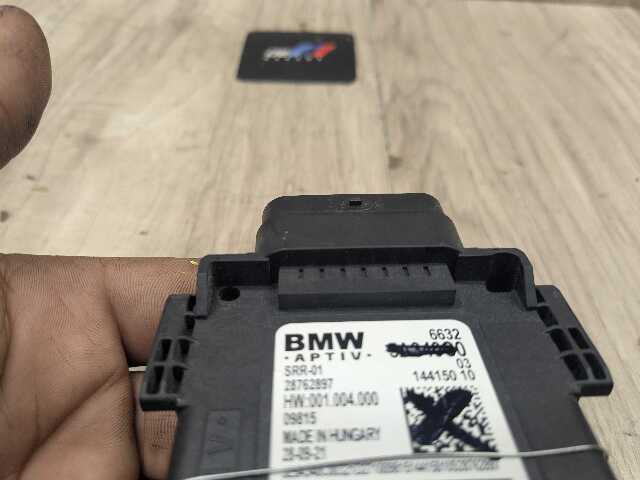 BMW
6632
·APTIV·
03
SRR-01
144150 10
28762897
HW:001.004.000
09815
MADE IN HUNGARY
28-09-21